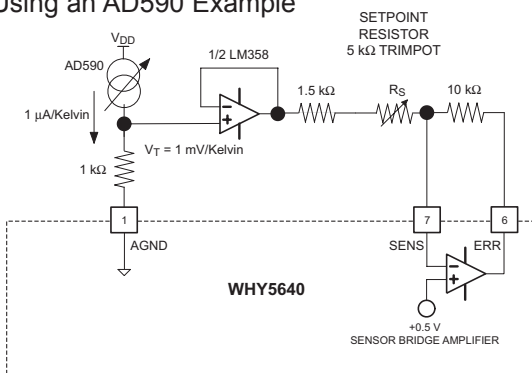 Using an AD590 Example
SETPOINT
RESISTOR
5 kΩ TRIMPOT
VDD
AD590
1/2 LM358
1.5 kΩ
RS
10 kΩ
1 μA/Kelvin
–
+
VT = 1 mV/Kelvin
1 kΩ
1
7
6
AGND
SENS
ERR
WHY5640
–
+
+0.5 V
SENSOR BRIDGE AMPLIFIER